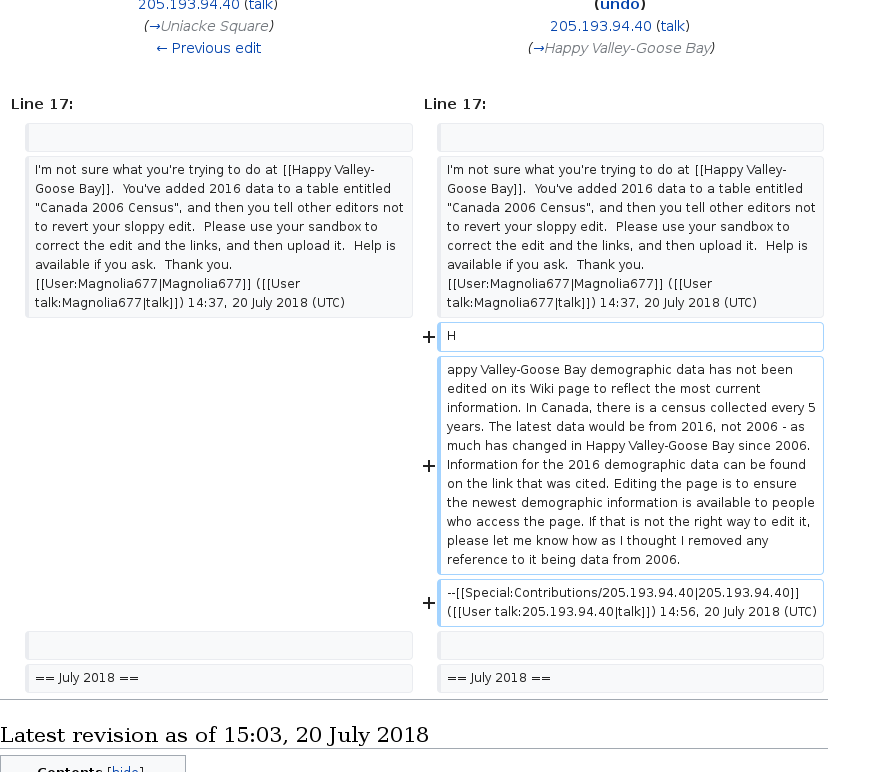 205.193.94.40 (talk)
(→Uniacke Square)
← Previous edit
(undo)
205.193.94.40 (talk)
(→Happy Valley-Goose Bay)
Line 17:
Line 17:
I'm not sure what you're trying to do at [[Happy Valley-
Goose Bay]].  You've added 2016 data to a table entitled
"Canada 2006 Census", and then you tell other editors not
to revert your sloppy edit.  Please use your sandbox to
correct the edit and the links, and then upload it.  Help is
available if you ask.  Thank you.
[[User:Magnolia677|Magnolia677]] ([[User
talk:Magnolia677|talk]]) 14:37, 20 July 2018 (UTC)
I'm not sure what you're trying to do at [[Happy Valley-
Goose Bay]].  You've added 2016 data to a table entitled
"Canada 2006 Census", and then you tell other editors not
to revert your sloppy edit.  Please use your sandbox to
correct the edit and the links, and then upload it.  Help is
available if you ask.  Thank you.
[[User:Magnolia677|Magnolia677]] ([[User
talk:Magnolia677|talk]]) 14:37, 20 July 2018 (UTC)
+ H
appy Valley-Goose Bay demographic data has not been
edited on its Wiki page to reflect the most current
information. In Canada, there is a census collected every 5
years. The latest data would be from 2016, not 2006 - as
much has changed in Happy Valley-Goose Bay since 2006.
+ Information for the 2016 demographic data can be found
on the link that was cited. Editing the page is to ensure
the newest demographic information is available to people
who access the page. If that is not the right way to edit it,
please let me know how as I thought I removed any
reference to it being data from 2006.
+ --[[Special:Contributions/205.193.94.40|205.193.94.40]]
([[User talk:205.193.94.40|talk]]) 14:56, 20 July 2018 (UTC)
== July 2018 ==
== July 2018 ==
Latest revision as of 15:03, 20 July 2018
Contents [hide]